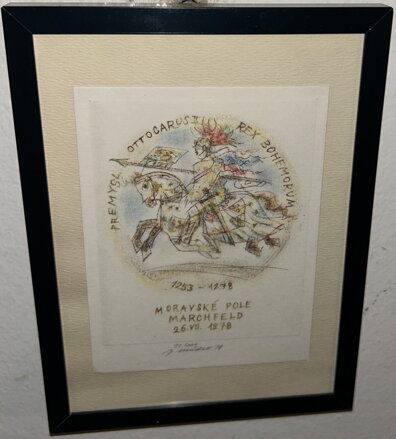 PREMYSL OTTOCARUS II REX BOHEMORUM
1253 - 1278
MORAVSKÉ POLE
MARCHFELD
26.VII. 1278